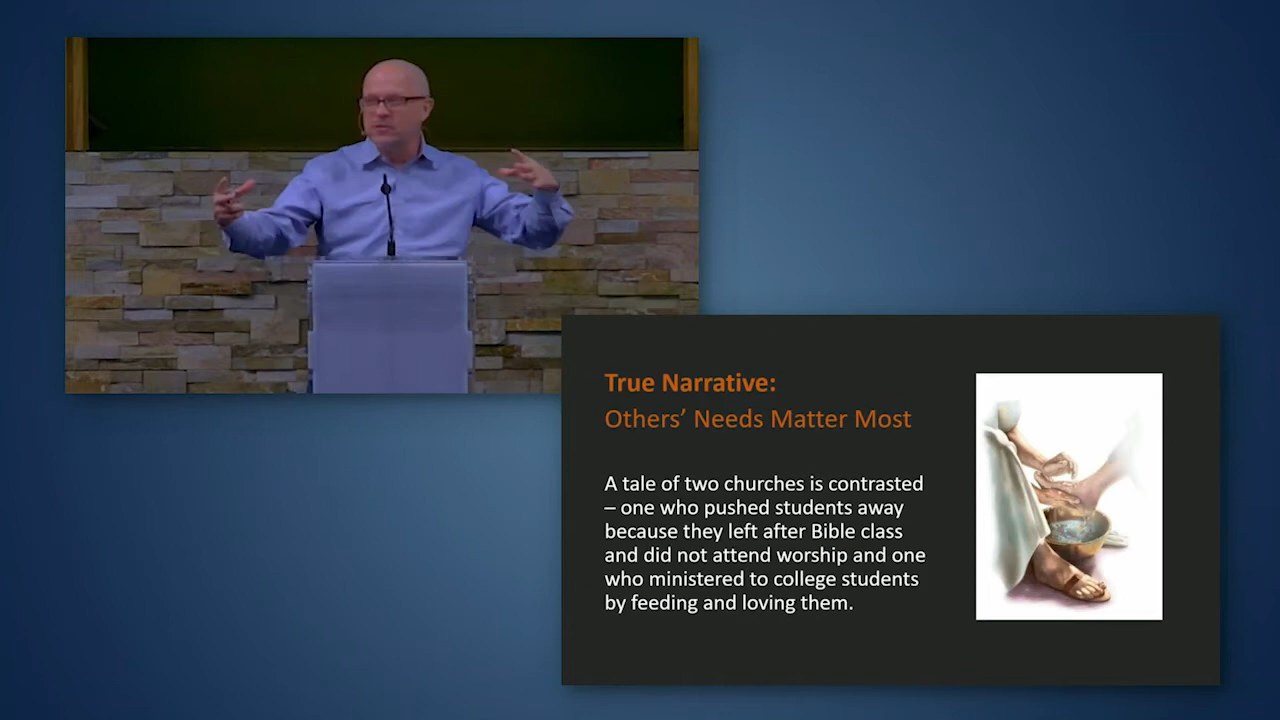 True Narrative:
Others’ Needs Matter Most
A tale of two churches is contrasted
– one who pushed students away
because they left after Bible class
and did not attend worship and one
who ministered to college students
by feeding and loving them.